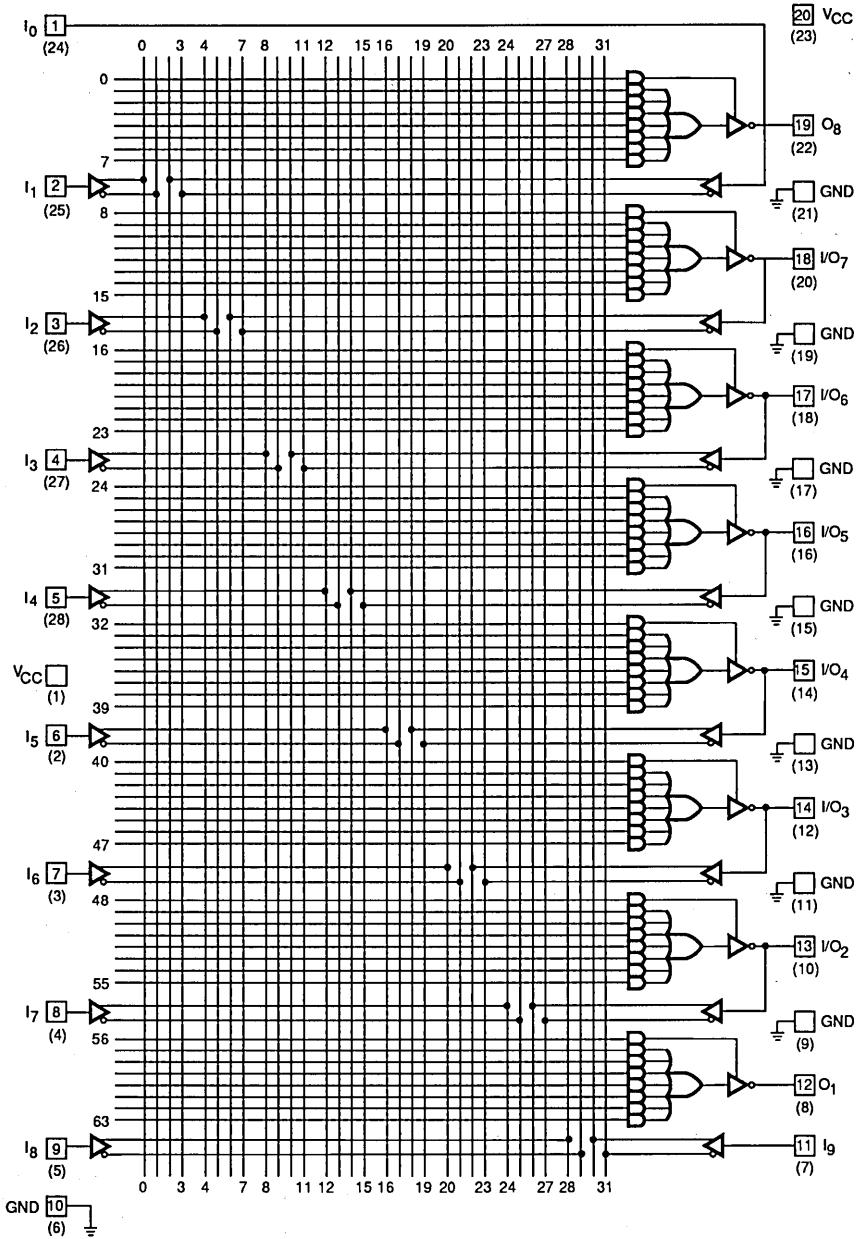 I0 1 (24)
20 VCC (23)
0 3 4 7 8 11 12 15 16 19 20 23 24 27 28 31
0
19 O8
(22)
7
I1 2
(25)
GND
(21)
8
18 I/O7
(20)
15
I2 3
(26)
GND
(19)
16
17 I/O6
(18)
23
I3 4
(27)
GND
(17)
24
16 I/O5
(16)
31
I4 5
(28)
GND
(15)
32
VCC
(1)
15 I/O4
(14)
39
I5 6
(2)
GND
(13)
40
14 I/O3
(12)
47
I6 7
(3)
GND
(11)
48
13 I/O2
(10)
55
I7 8
(4)
GND
(9)
56
12 O1
(8)
63
I8 9
(5)
11 I9
(7)
0 3 4 7 8 11 12 15 16 19 20 23 24 27 28 31
GND 10
(6)